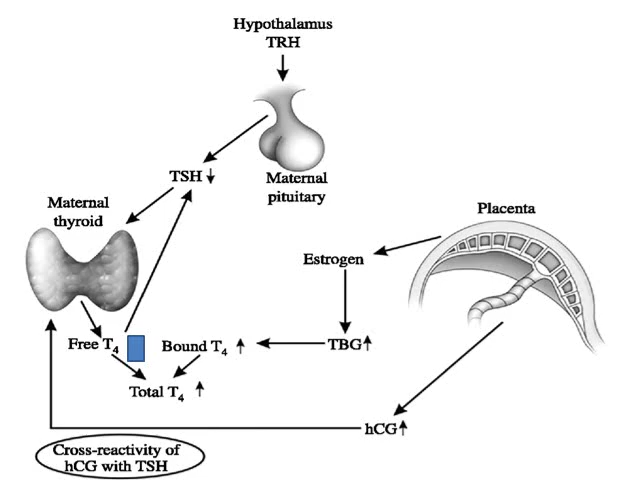 Hypothalamus
TRH
TSH ↓
Maternal
pituitary
Maternal
thyroid
Placenta
Estrogen
Free T₄
Bound T₄ ↑
TBG ↑
Total T₄ ↑
hCG ↑
Cross-reactivity of
hCG with TSH